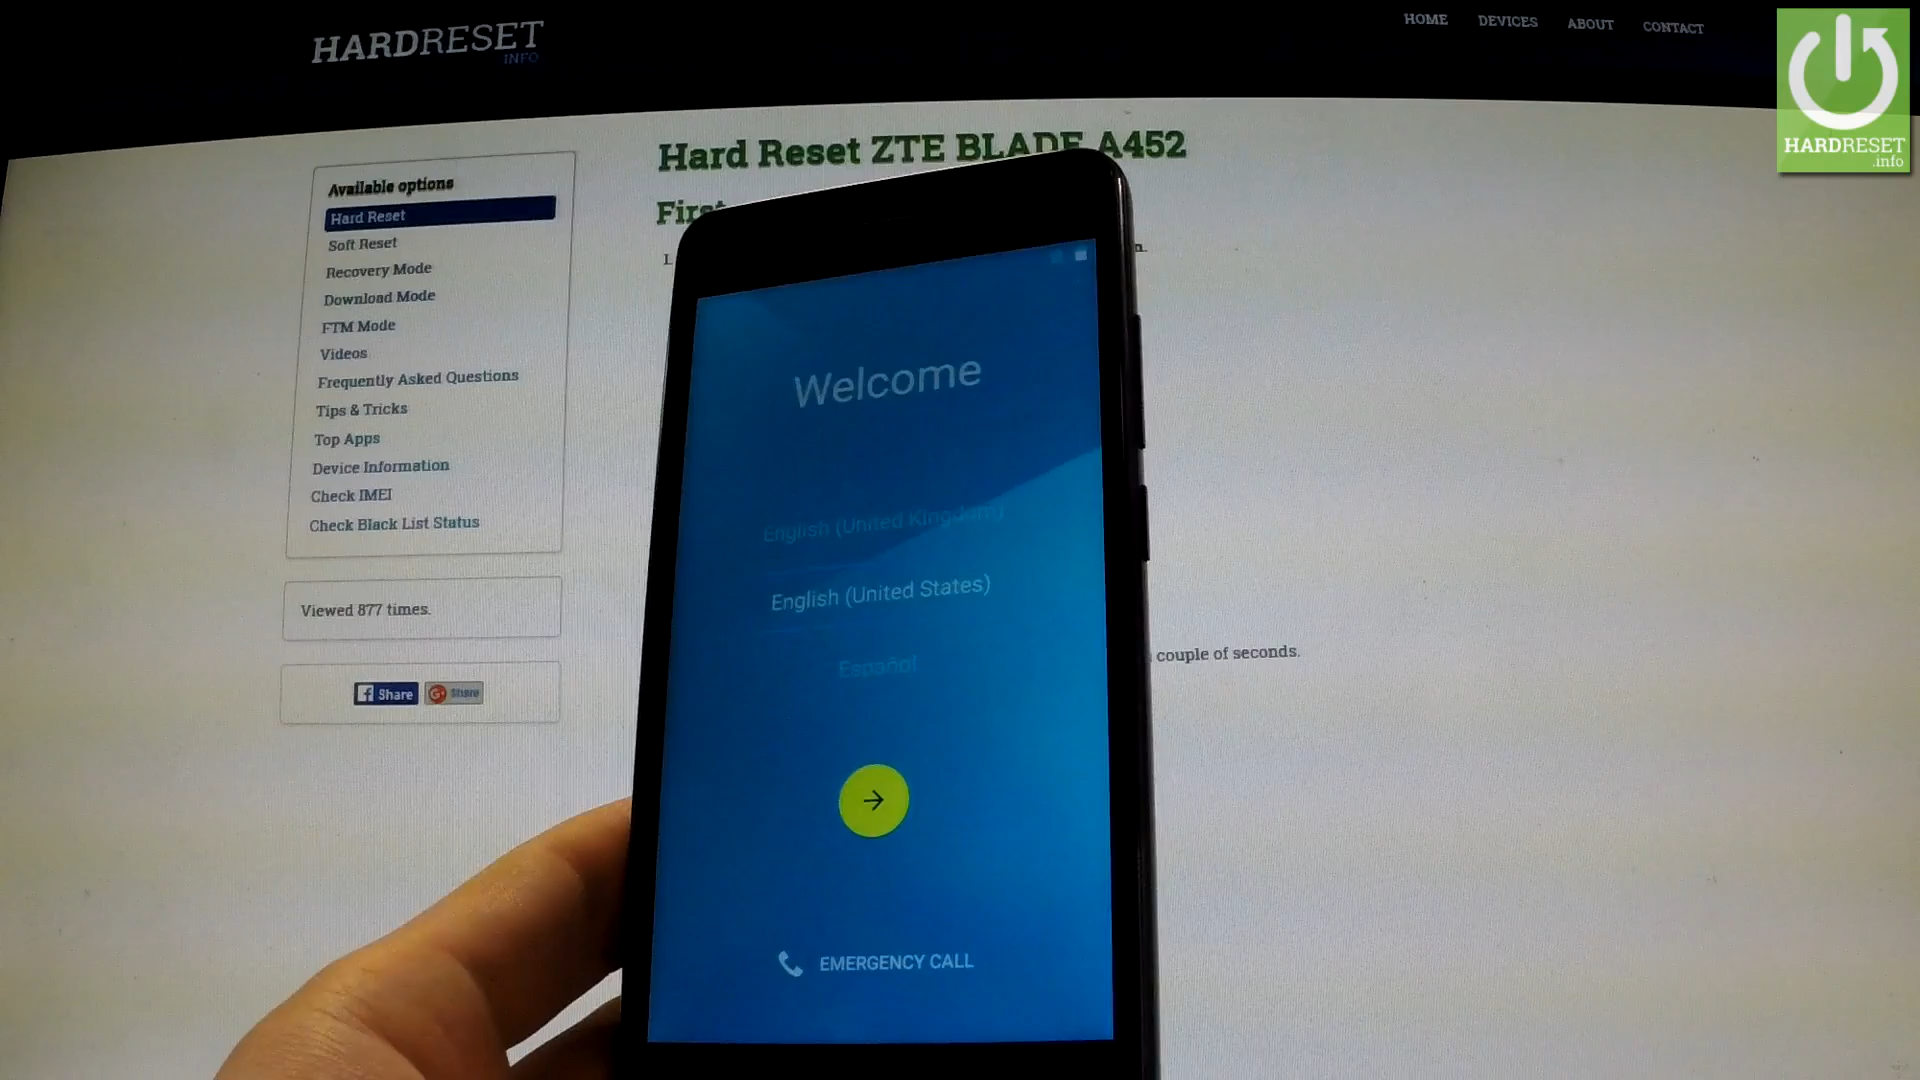 HARDRESET
INFO
HOME
DEVICES
ABOUT
CONTACT
HARDRESET
.info
Hard Reset ZTE BLADE A452
Available options
Hard Reset
Soft Reset
Recovery Mode
Download Mode
FTM Mode
Videos
Frequently Asked Questions
Tips & Tricks
Top Apps
Device Information
Check IMEI
Check Black List Status
Viewed 877 times.
Share
Share
couple of seconds.
Welcome
English (United Kingdom)
English (United States)
Español
EMERGENCY CALL